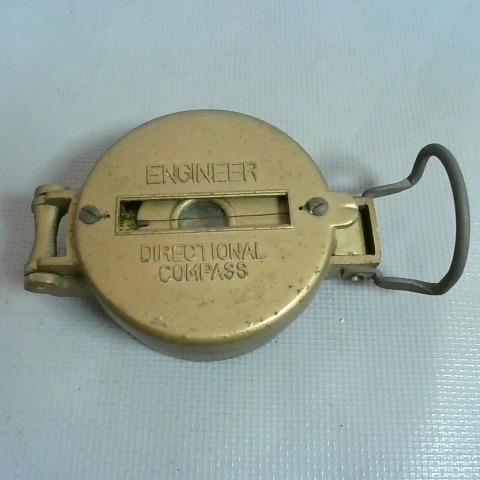 ENGINEER
DIRECTIONAL
COMPASS